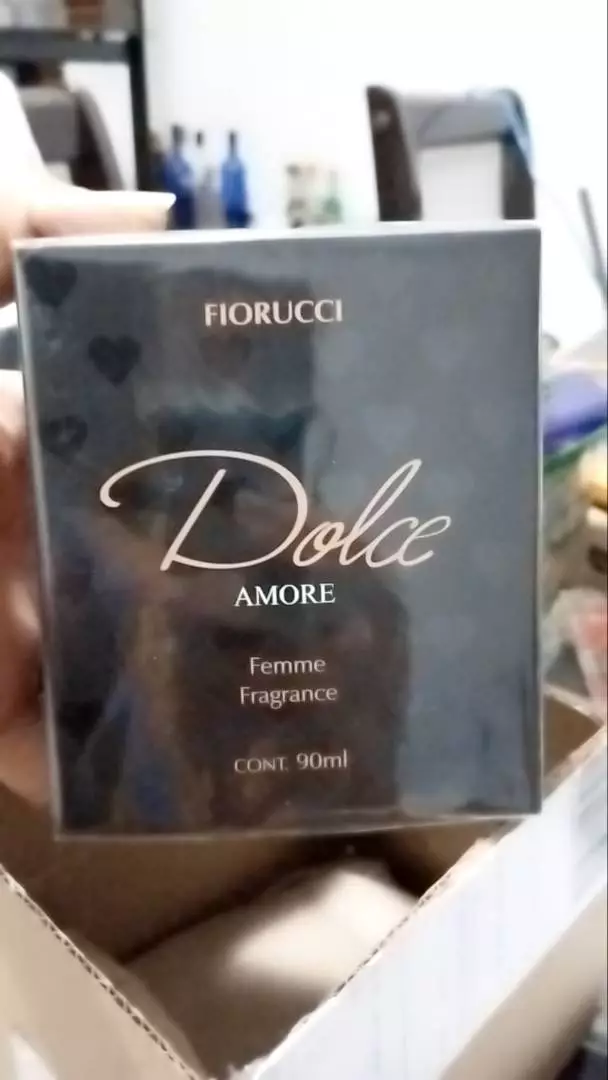 FIORUCCI
Dolce
AMORE
Femme
Fragrance
CONT. 90ml